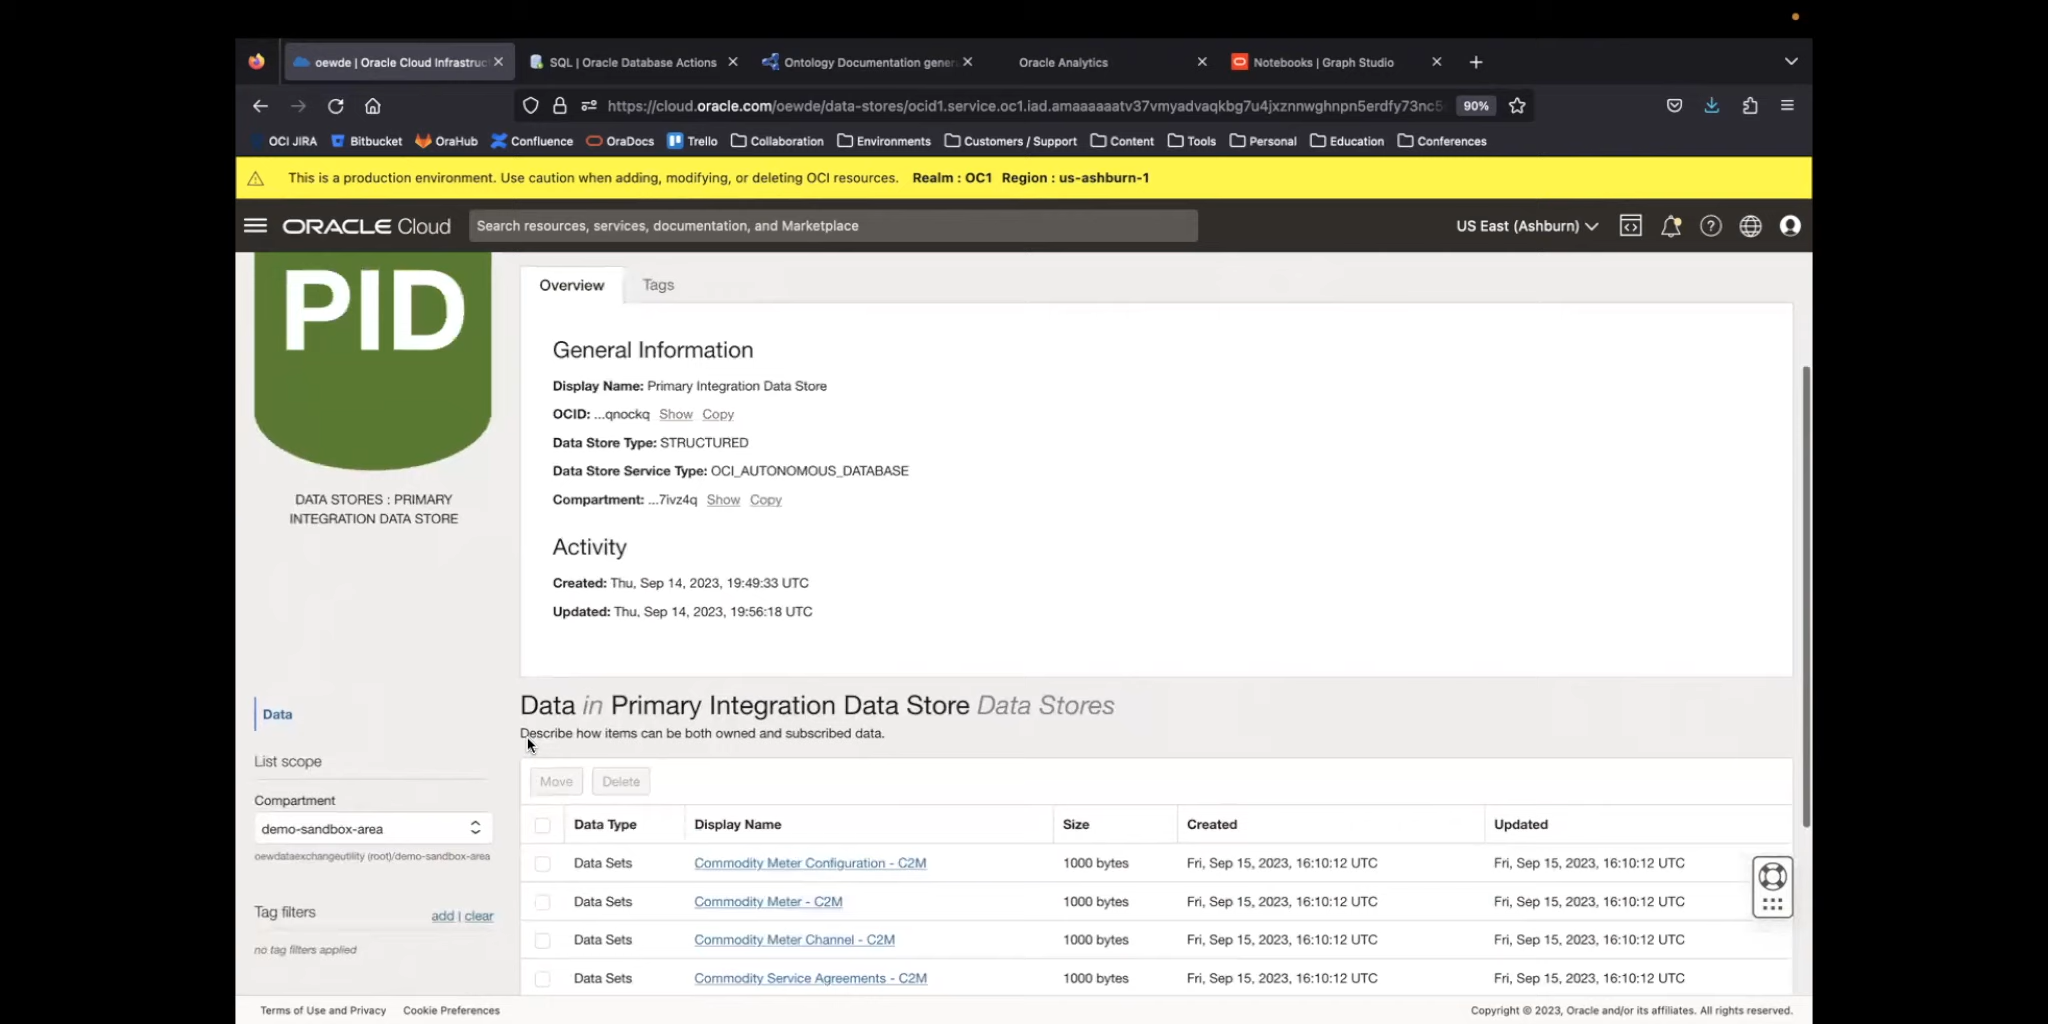 oewde | Oracle Cloud Infrastruc
SQL | Oracle Database Actions
Ontology Documentation gener
Oracle Analytics
Notebooks | Graph Studio
https://cloud.oracle.com/oewde/data-stores/ocid1.service.oc1.iad.amaaaaaatv37vmyadvaqkbg7u4jxznnwghnpn5erdfy73nc5
90%
OCI JIRA
Bitbucket
OraHub
Confluence
OraDocs
Trello
Collaboration
Environments
Customers / Support
Content
Tools
Personal
Education
Conferences
This is a production environment. Use caution when adding, modifying, or deleting OCI resources. Realm : OC1 Region : us-ashburn-1
ORACLE Cloud
Search resources, services, documentation, and Marketplace
US East (Ashburn)
PID
DATA STORES : PRIMARY
INTEGRATION DATA STORE
Overview
Tags
General Information
Display Name: Primary Integration Data Store
OCID: ...qnockq Show Copy
Data Store Type: STRUCTURED
Data Store Service Type: OCI_AUTONOMOUS_DATABASE
Compartment: ...7ivz4q Show Copy
Activity
Created: Thu, Sep 14, 2023, 19:49:33 UTC
Updated: Thu, Sep 14, 2023, 19:56:18 UTC
Data
List scope
Compartment
demo-sandbox-area
oewdataexchangeutility (root)/demo-sandbox-area
Tag filters
add | clear
no tag filters applied
Data in Primary Integration Data Store Data Stores
Describe how items can be both owned and subscribed data.
Move Delete
Data Type Display Name Size Created Updated
Data Sets Commodity Meter Configuration - C2M 1000 bytes Fri, Sep 15, 2023, 16:10:12 UTC Fri, Sep 15, 2023, 16:10:12 UTC
Data Sets Commodity Meter - C2M 1000 bytes Fri, Sep 15, 2023, 16:10:12 UTC Fri, Sep 15, 2023, 16:10:12 UTC
Data Sets Commodity Meter Channel - C2M 1000 bytes Fri, Sep 15, 2023, 16:10:12 UTC Fri, Sep 15, 2023, 16:10:12 UTC
Data Sets Commodity Service Agreements - C2M 1000 bytes Fri, Sep 15, 2023, 16:10:12 UTC Fri, Sep 15, 2023, 16:10:12 UTC
Terms of Use and Privacy Cookie Preferences
Copyright © 2023, Oracle and/or its affiliates. All rights reserved.